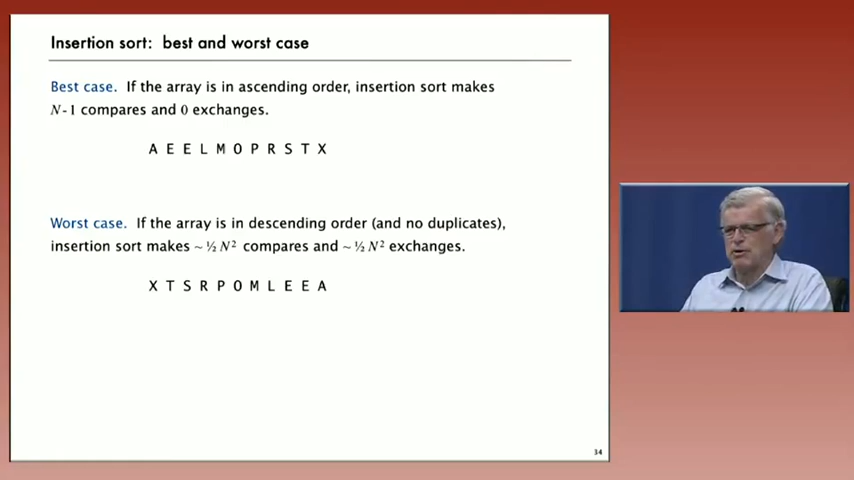 Insertion sort: best and worst case
Best case. If the array is in ascending order, insertion sort makes
N-1 compares and 0 exchanges.
A E E L M O P R S T X
Worst case. If the array is in descending order (and no duplicates),
insertion sort makes ~ ½ N² compares and ~ ½ N² exchanges.
X T S R P O M L E E A
34